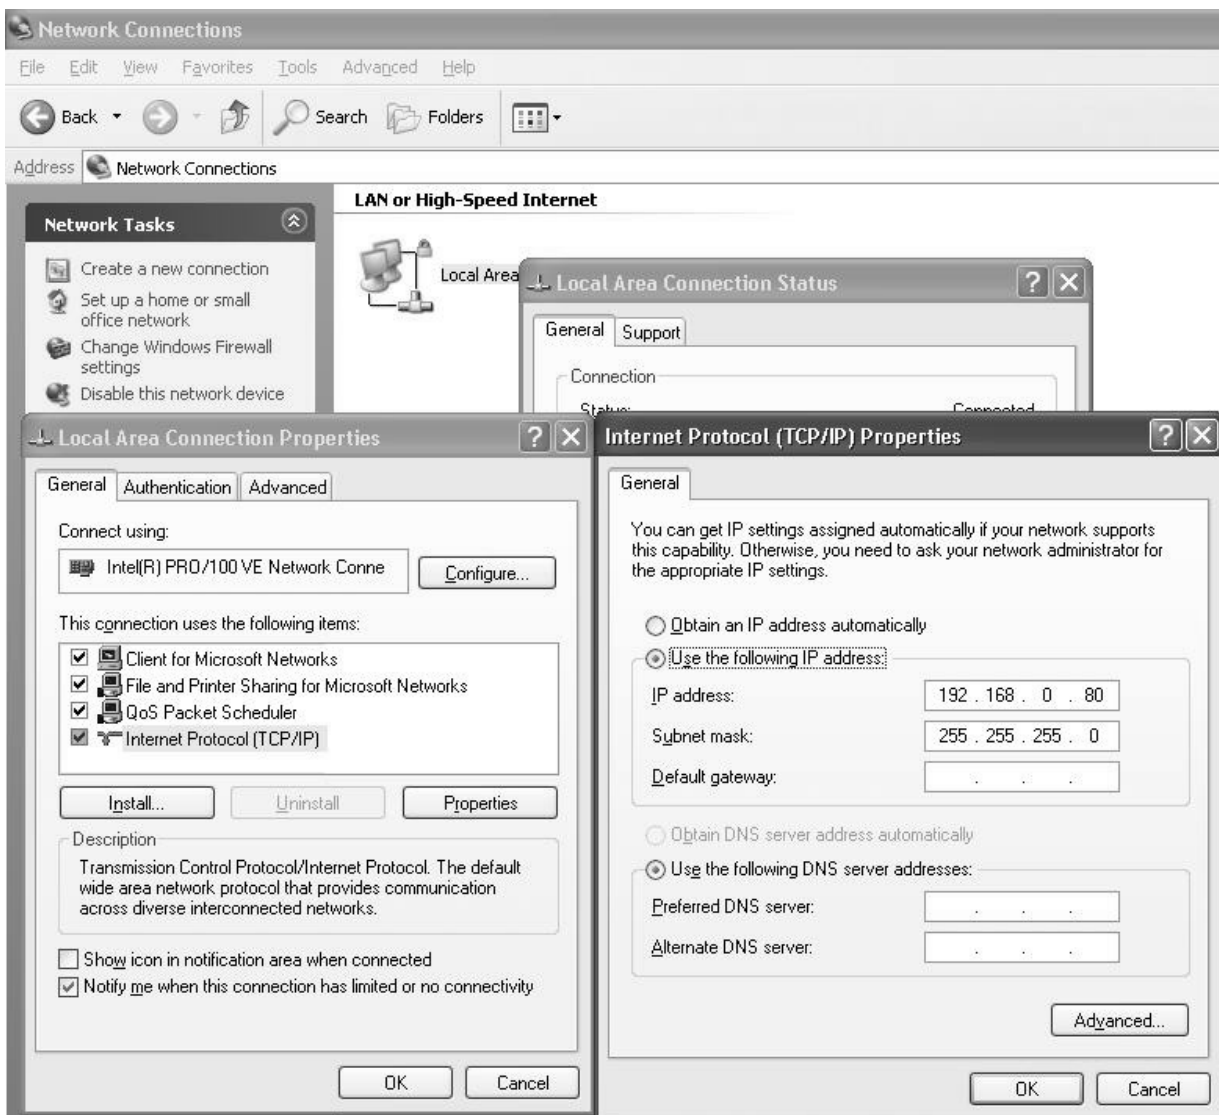 Network Connections
File Edit View Favorites Tools Advanced Help
Back Search Folders
Address Network Connections
LAN or High-Speed Internet
Network Tasks
Create a new connection
Set up a home or small
office network
Change Windows Firewall
settings
Disable this network device
Local Area
Local Area Connection Status
General Support
Connection
Status: Connected
Local Area Connection Properties
General Authentication Advanced
Connect using:
Intel(R) PRO/100 VE Network Conne
Configure...
This connection uses the following items:
Client for Microsoft Networks
File and Printer Sharing for Microsoft Networks
QoS Packet Scheduler
Internet Protocol (TCP/IP)
Install... Uninstall Properties
Description
Transmission Control Protocol/Internet Protocol. The default
wide area network protocol that provides communication
across diverse interconnected networks.
Show icon in notification area when connected
Notify me when this connection has limited or no connectivity
OK Cancel
Internet Protocol (TCP/IP) Properties
General
You can get IP settings assigned automatically if your network supports
this capability. Otherwise, you need to ask your network administrator for
the appropriate IP settings.
Obtain an IP address automatically
Use the following IP address:
IP address: 192 . 168 . 0 . 80
Subnet mask: 255 . 255 . 255 . 0
Default gateway: . . .
Obtain DNS server address automatically
Use the following DNS server addresses:
Preferred DNS server: . . .
Alternate DNS server: . . .
Advanced...
OK Cancel